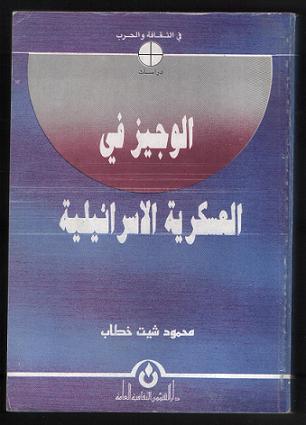 في الثقافة والحرب
دراسات
الوجيز في
العسكرية الاسرائيلية
محمود شيت خطاب
دار الشؤون الثقافية العامة